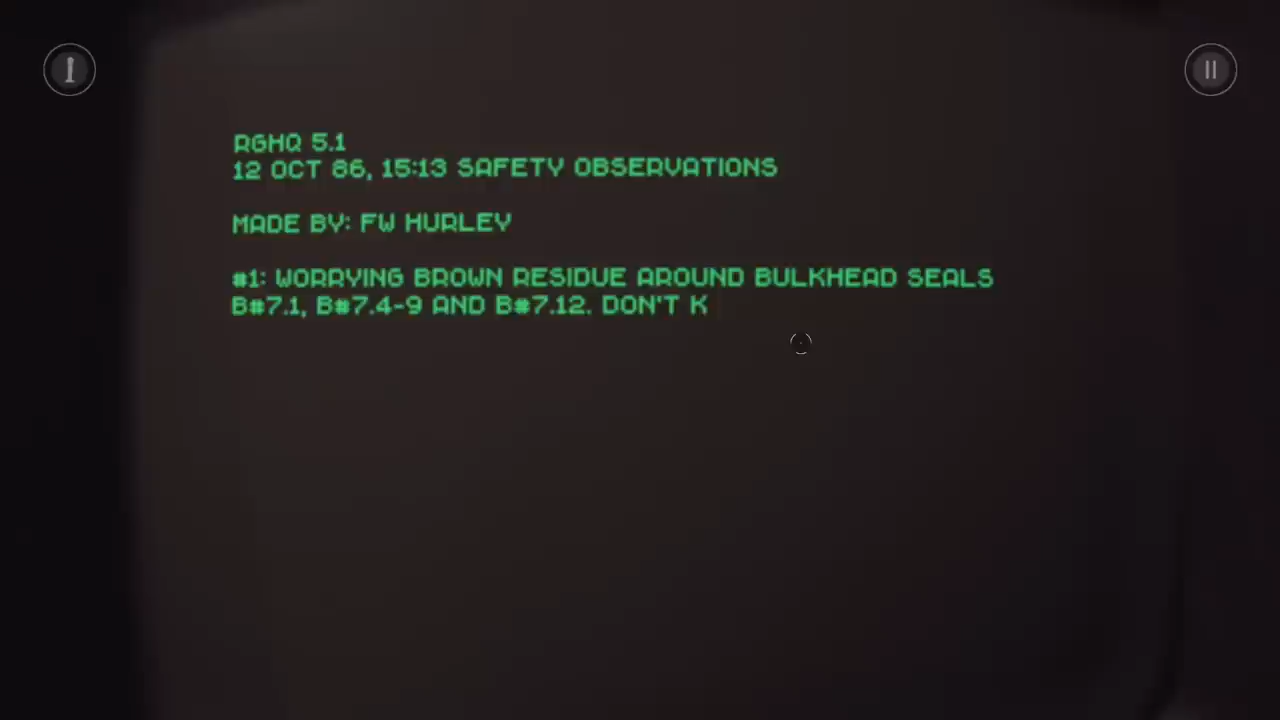 RGHQ 5.1
12 OCT 86, 15:13 SAFETY OBSERVATIONS
MADE BY: FW HURLEY
#1: WORRYING BROWN RESIDUE AROUND BULKHEAD SEALS
B#7.1, B#7.4-9 AND B#7.12. DON'T K